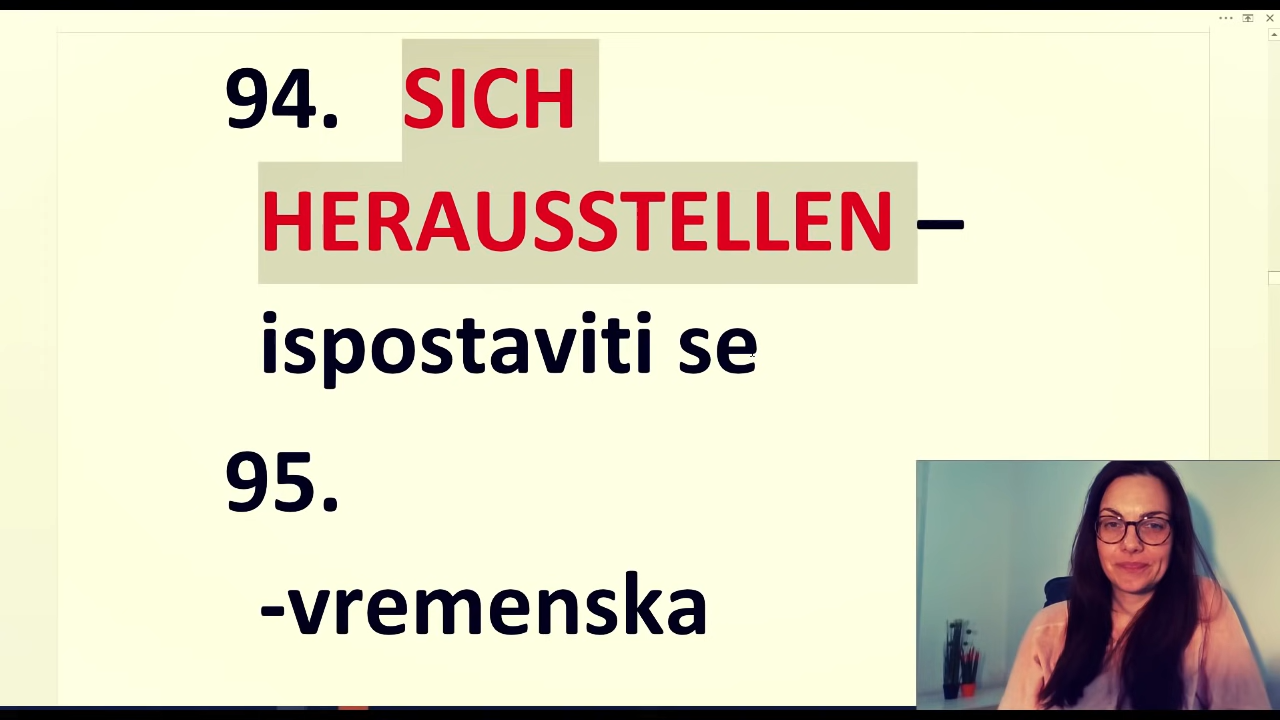 94. SICH
HERAUSSTELLEN –
ispostaviti se
95.
-vremenska